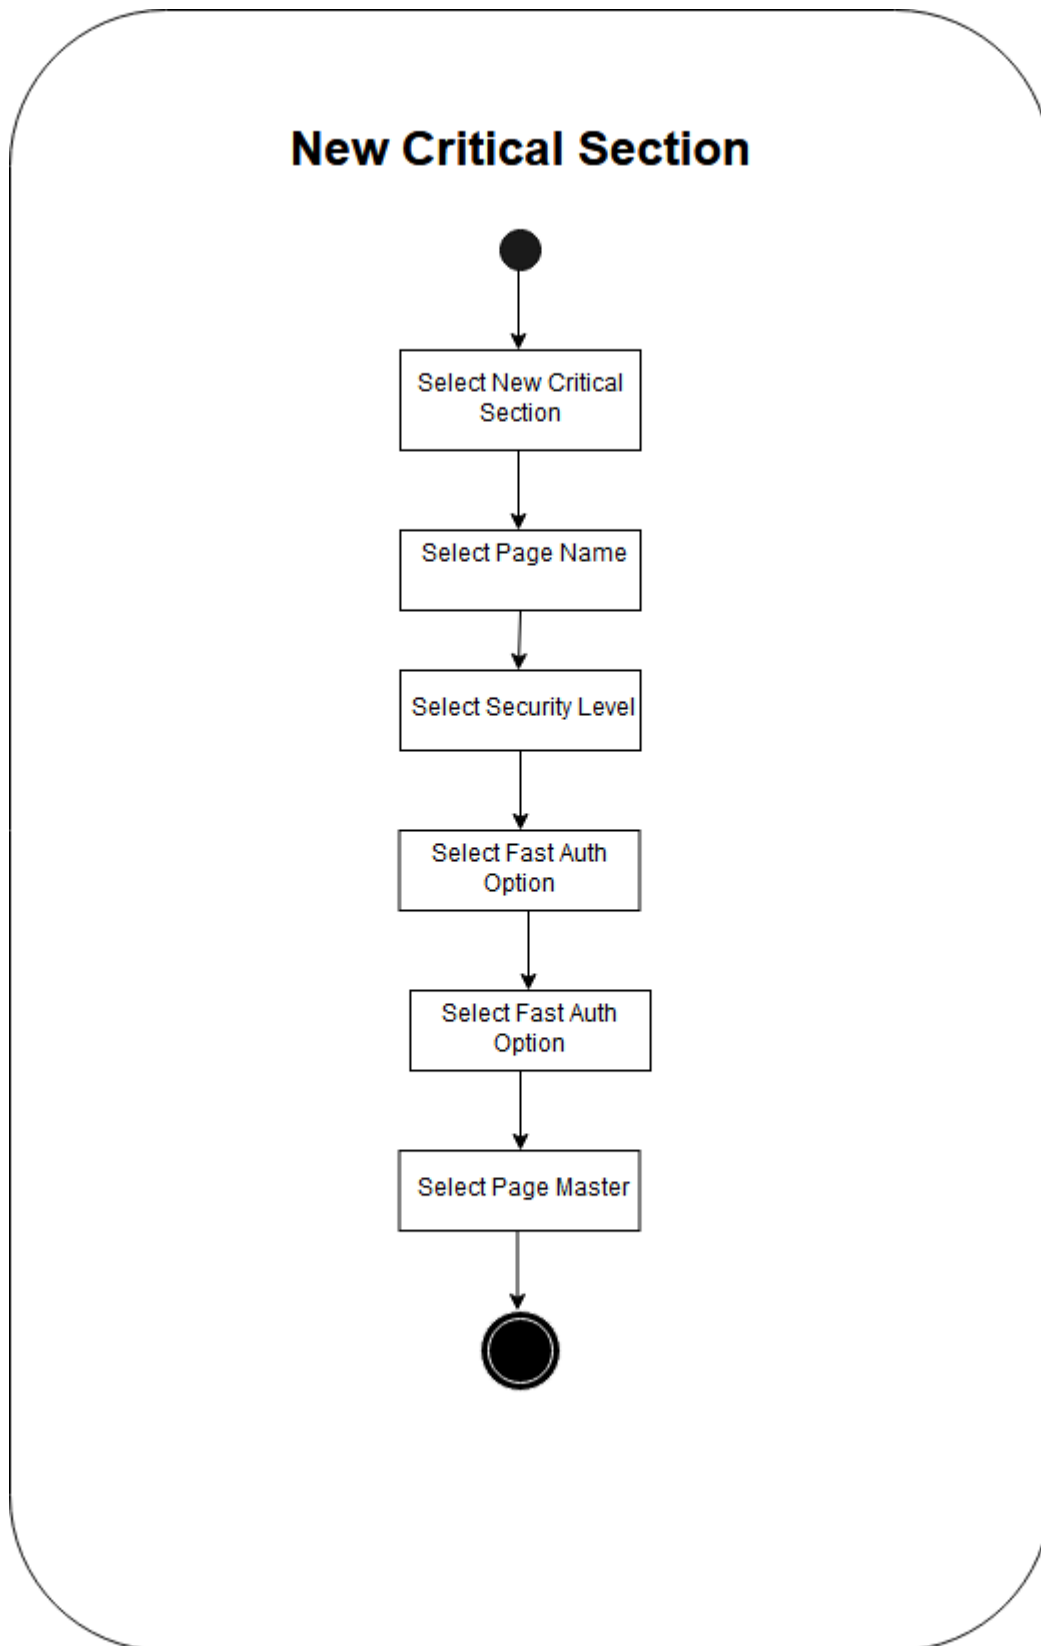 New Critical Section
Select New Critical
Section
Select Page Name
Select Security Level
Select Fast Auth
Option
Select Fast Auth
Option
Select Page Master